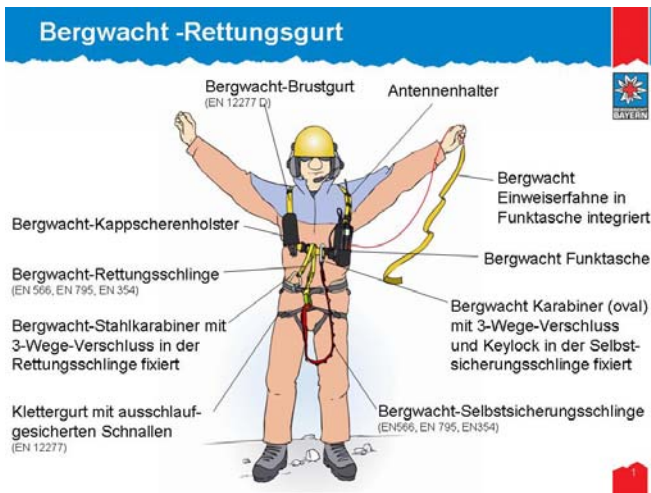 Bergwacht -Rettungsgurt
BERGWACHT
BAYERN
Bergwacht-Brustgurt
(EN 12277 D)
Antennenhalter
Bergwacht
Einweiserfahne in
Funktasche integriert
Bergwacht-Kappscherenholster
Bergwacht Funktasche
Bergwacht-Rettungsschlinge
(EN 566, EN 795, EN 354)
Bergwacht Karabiner (oval)
mit 3-Wege-Verschluss
und Keylock in der Selbst-
sicherungsschlinge fixiert
Bergwacht-Stahlkarabiner mit
3-Wege-Verschluss in der
Rettungsschlinge fixiert
Klettergurt mit ausschlauf-
gesicherten Schnallen
(EN 12277)
Bergwacht-Selbstsicherungsschlinge
(EN566, EN 795, EN354)
1